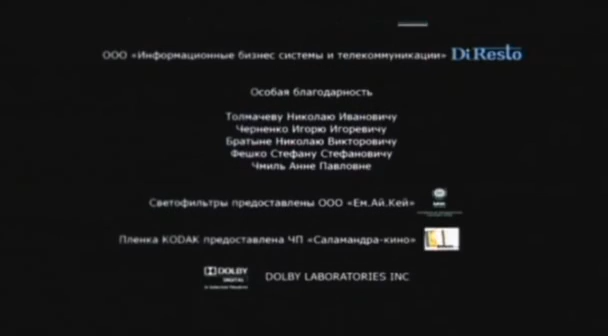 ООО «Информационные бизнес системы и телекоммуникации» DiResto
Особая благодарность
Толмачеву Николаю Ивановичу
Черненко Игорю Игоревичу
Братыне Николаю Викторовичу
Фешко Стефану Стефановичу
Чмиль Анне Павловне
Светофильтры предоставлены ООО «Ем.Ай.Кей»
Пленка KODAK предоставлена ЧП «Саламандра-кино»
DOLBY DOLBY LABORATORIES INC
DIGITAL